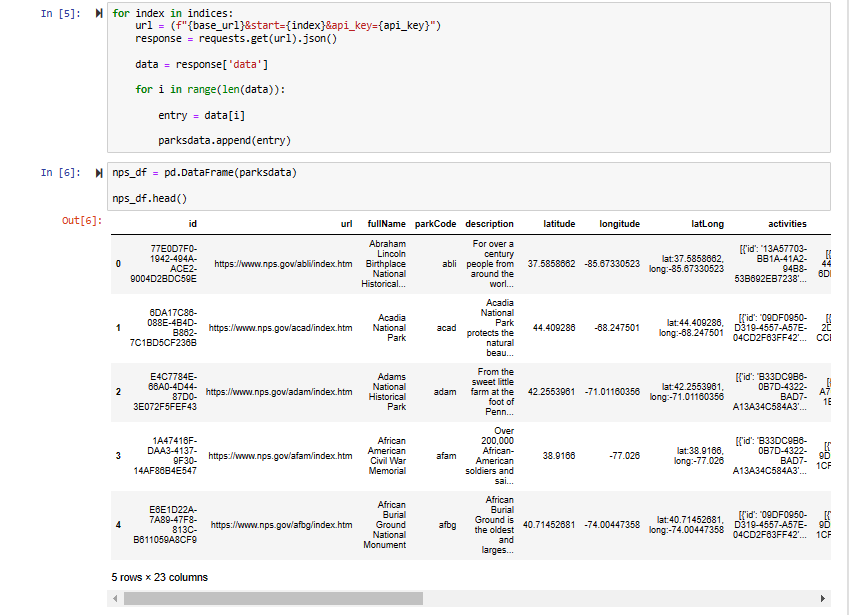 In [5]:
for index in indices:
url = (f"{base_url}&start={index}&api_key={api_key}")
response = requests.get(url).json()
data = response['data']
for i in range(len(data)):
entry = data[i]
parksdata.append(entry)
In [6]:
nps_df = pd.DataFrame(parksdata)
nps_df.head()
Out[6]:
id url fullName parkCode description latitude longitude latLong activities
0
77E0D7F0-
1942-494A-
ACE2-
9004D2BDC59E
https://www.nps.gov/abli/index.htm
Abraham
Lincoln
Birthplace
National
Historical...
abli
For over a
century
people from
around the
worl...
37.5858662
-85.67330523
lat:37.5858662,
long:-85.67330523
[{'id': '13A57703-
BB1A-41A2-
94B8-
53B692EB7238'...
[{
44
6D
1
6DA17C86-
088E-4B4D-
B862-
7C1BD5CF236B
https://www.nps.gov/acad/index.htm
Acadia
National
Park
acad
Acadia
National
Park
protects the
natural
beau...
44.409286
-68.247501
lat:44.409286,
long:-68.247501
[{'id': '09DF0950-
D319-4557-A57E-
04CD2F63FF42'...
[{
2D
CC
2
E4C7784E-
66A0-4D44-
87D0-
3E072F5FEF43
https://www.nps.gov/adam/index.htm
Adams
National
Historical
Park
adam
From the
sweet little
farm at the
foot of
Penn...
42.2553961
-71.01160356
lat:42.2553961,
long:-71.01160356
[{'id': 'B33DC9B6-
0B7D-4322-
BAD7-
A13A34C584A3'...
[{
A7
1E
3
1A47416F-
DAA3-4137-
9F30-
14AF86B4E547
https://www.nps.gov/afam/index.htm
African
American
Civil War
Memorial
afam
Over
200,000
African-
American
soldiers and
sai...
38.9166
-77.026
lat:38.9166,
long:-77.026
[{'id': 'B33DC9B6-
0B7D-4322-
BAD7-
A13A34C584A3'...
[{
9D
1CF
4
E6E1D22A-
7A89-47F8-
813C-
B611059A8CF9
https://www.nps.gov/afbg/index.htm
African
Burial
Ground
National
Monument
afbg
African
Burial
Ground is
the oldest
and
larges...
40.71452681
-74.00447358
lat:40.71452681,
long:-74.00447358
[{'id': '09DF0950-
D319-4557-A57E-
04CD2F63FF42'...
[{
9D
1CF
5 rows × 23 columns